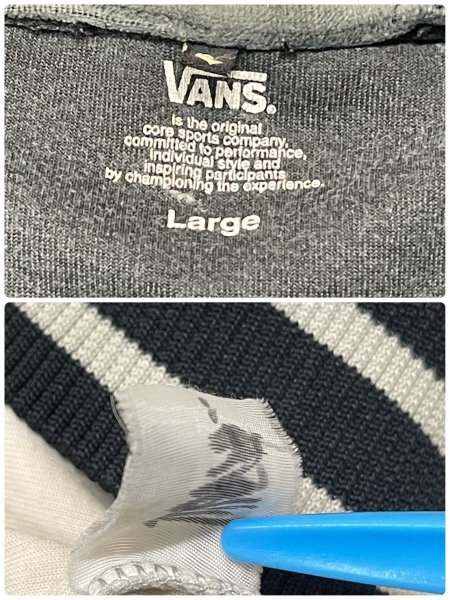 VANS.
is the original
core sports company,
committed to performance,
individual style and
inspiring participants
by championing the experience.
Large